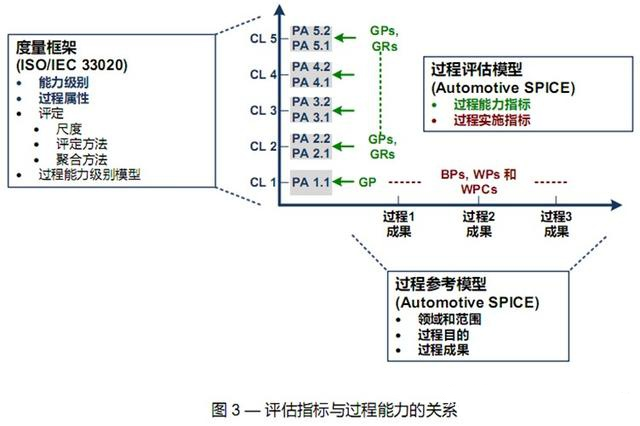 度量框架
(ISO/IEC 33020)
• 能力级别
• 过程属性
• 评定
• 尺度
• 评定方法
• 聚合方法
• 过程能力级别模型
CL 5
PA 5.2
PA 5.1
GPs,
GRs
CL 4
PA 4.2
PA 4.1
CL 3
PA 3.2
PA 3.1
CL 2
PA 2.2
PA 2.1
GPs,
GRs
CL 1
PA 1.1
GP
BPs, WPs 和
WPCs
过程评估模型
(Automotive SPICE)
• 过程能力指标
• 过程实施指标
过程1
成果
过程2
成果
过程3
成果
过程参考模型
(Automotive SPICE)
• 领域和范围
• 过程目的
• 过程成果
图 3 — 评估指标与过程能力的关系